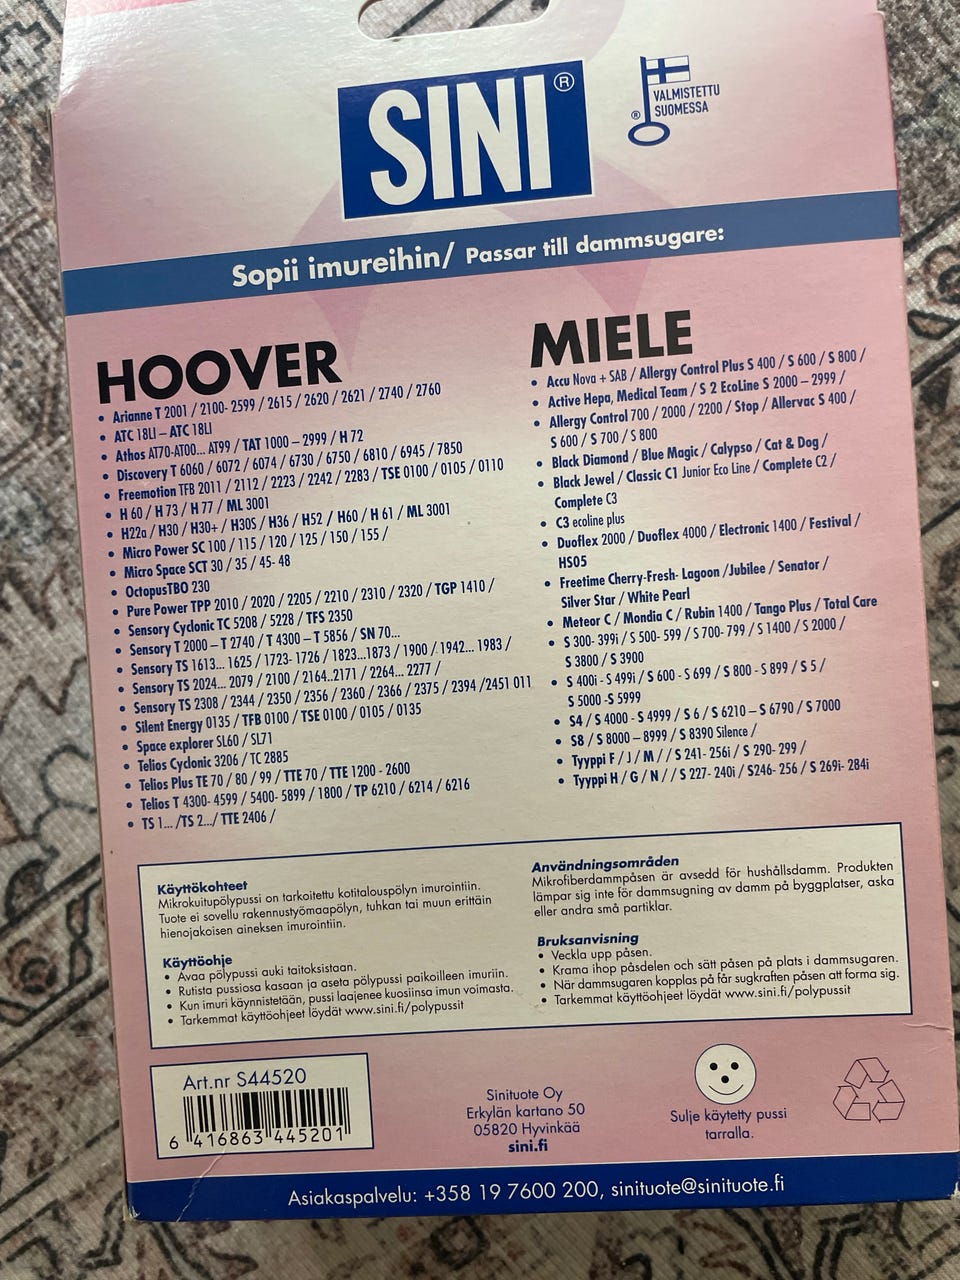 SINI®
VALMISTETTU
SUOMESSA
®
Sopii imureihin/ Passar till dammsugare:
HOOVER
• Arianne T 2001 / 2100- 2599 / 2615 / 2620 / 2621 / 2740 / 2760
• ATC 18LI – ATC 18LI
• Athos AT70-AT00... AT99 / TAT 1000 – 2999 / H 72
• Discovery T 6060 / 6072 / 6074 / 6730 / 6750 / 6810 / 6945 / 7850
• Freemotion TFB 2011 / 2112 / 2223 / 2242 / 2283 / TSE 0100 / 0105 / 0110
• H 60 / H 73 / H 77 / ML 3001
• H22a / H30 / H30+ / H30S / H36 / H52 / H60 / H 61 / ML 3001
• Micro Power SC 100 / 115 / 120 / 125 / 150 / 155 /
• Micro Space SCT 30 / 35 / 45- 48
• OctopusTBO 230
• Pure Power TPP 2010 / 2020 / 2205 / 2210 / 2310 / 2320 / TGP 1410 /
• Sensory Cyclonic TC 5208 / 5228 / TFS 2350
• Sensory T 2000 – T 2740 / T 4300 – T 5856 / SN 70...
• Sensory TS 1613... 1625 / 1723- 1726 / 1823...1873 / 1900 / 1942... 1983 /
• Sensory TS 2024... 2079 / 2100 / 2164..2171 / 2264... 2277 /
• Sensory TS 2308 / 2344 / 2350 / 2356 / 2360 / 2366 / 2375 / 2394 /2451 011
• Silent Energy 0135 / TFB 0100 / TSE 0100 / 0105 / 0135
• Space explorer SL60 / SL71
• Telios Cyclonic 3206 / TC 2885
• Telios Plus TE 70 / 80 / 99 / TTE 70 / TTE 1200 - 2600
• Telios T 4300- 4599 / 5400- 5899 / 1800 / TP 6210 / 6214 / 6216
• TS 1... /TS 2.../ TTE 2406 /
MIELE
• Accu Nova + SAB / Allergy Control Plus S 400 / S 600 / S 800 /
• Active Hepa, Medical Team / S 2 EcoLine S 2000 – 2999 /
• Allergy Control 700 / 2000 / 2200 / Stop / Allervac S 400 /
S 600 / S 700 / S 800
• Black Diamond / Blue Magic / Calypso / Cat & Dog /
• Black Jewel / Classic C1 Junior Eco Line / Complete C2 /
Complete C3
• C3 ecoline plus
• Duoflex 2000 / Duoflex 4000 / Electronic 1400 / Festival /
HS05
• Freetime Cherry-Fresh- Lagoon /Jubilee / Senator /
Silver Star / White Pearl
• Meteor C / Mondia C / Rubin 1400 / Tango Plus / Total Care
• S 300- 399i / S 500- 599 / S 700- 799 / S 1400 / S 2000 /
S 3800 / S 3900
• S 400i - S 499i / S 600 - S 699 / S 800 - S 899 / S 5 /
S 5000 -S 5999
• S4 / S 4000 - S 4999 / S 6 / S 6210 – S 6790 / S 7000
• S8 / S 8000 – 8999 / S 8390 Silence /
• Tyyppi F / J / M / / S 241- 256i / S 290- 299 /
• Tyyppi H / G / N / / S 227- 240i / S246- 256 / S 269i- 284i
Käyttökohteet
Mikrokuitupölypussi on tarkoitettu kotitalouspölyn imurointiin.
Tuote ei sovellu rakennustyömaapölyn, tuhkan tai muun erittäin
hienojakoisen aineksen imurointiin.
Käyttöohje
• Avaa pölypussi auki taitoksistaan.
• Rutista pussiosa kasaan ja aseta pölypussi paikoilleen imuriin.
• Kun imuri käynnistetään, pussi laajenee kuosiinsa imun voimasta.
• Tarkemmat käyttöohjeet löydät www.sini.fi/polypussit
Användningsområden
Mikrofiberdammpåsen är avsedd för hushållsdamm. Produkten
lämpar sig inte för dammsugning av damm på byggplatser, aska
eller andra små partiklar.
Bruksanvisning
• Veckla upp påsen.
• Krama ihop påsdelen och sätt påsen på plats i dammsugaren.
• När dammsugaren kopplas på får sugkraften påsen att forma sig.
• Tarkemmat käyttöohjeet löydät www.sini.fi/polypussit
Art.nr S44520
6 416863 445201
Sinituote Oy
Erkylän kartano 50
05820 Hyvinkää
sini.fi
Sulje käytetty pussi
tarralla.
Asiakaspalvelu: +358 19 7600 200, sinituote@sinituote.fi